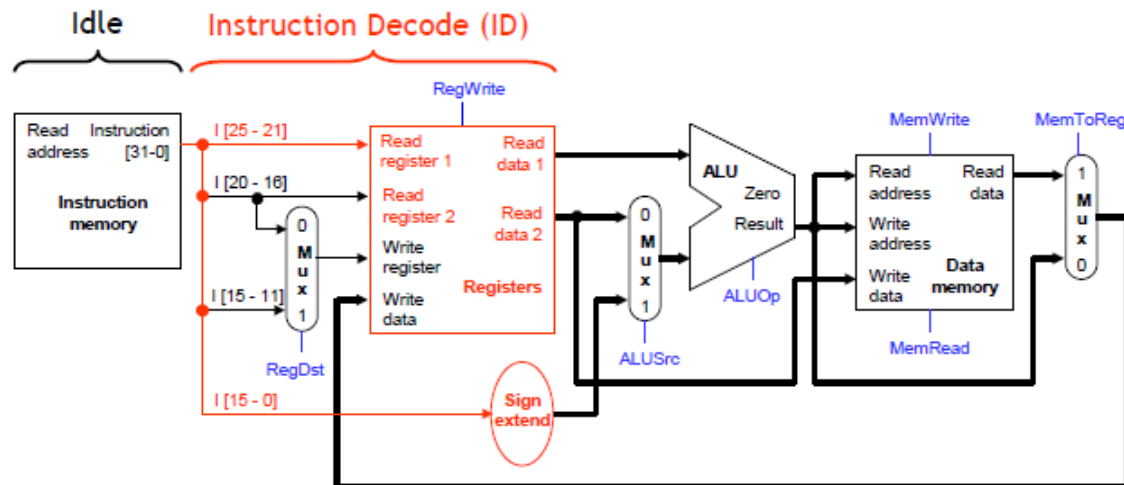 Idle
Instruction Decode (ID)
RegWrite
MemWrite
MemToReg
Read address
Instruction [31-0]
Instruction memory
I [25 - 21]
I [20 - 16]
I [15 - 11]
I [15 - 0]
0
M
u
x
1
RegDst
Read register 1
Read data 1
Read register 2
Read data 2
Write register
Write data
Registers
Sign extend
0
M
u
x
1
ALUSrc
ALU
Zero
Result
ALUOp
Read address
Read data
Write address
Write data
Data memory
MemRead
1
M
u
x
0